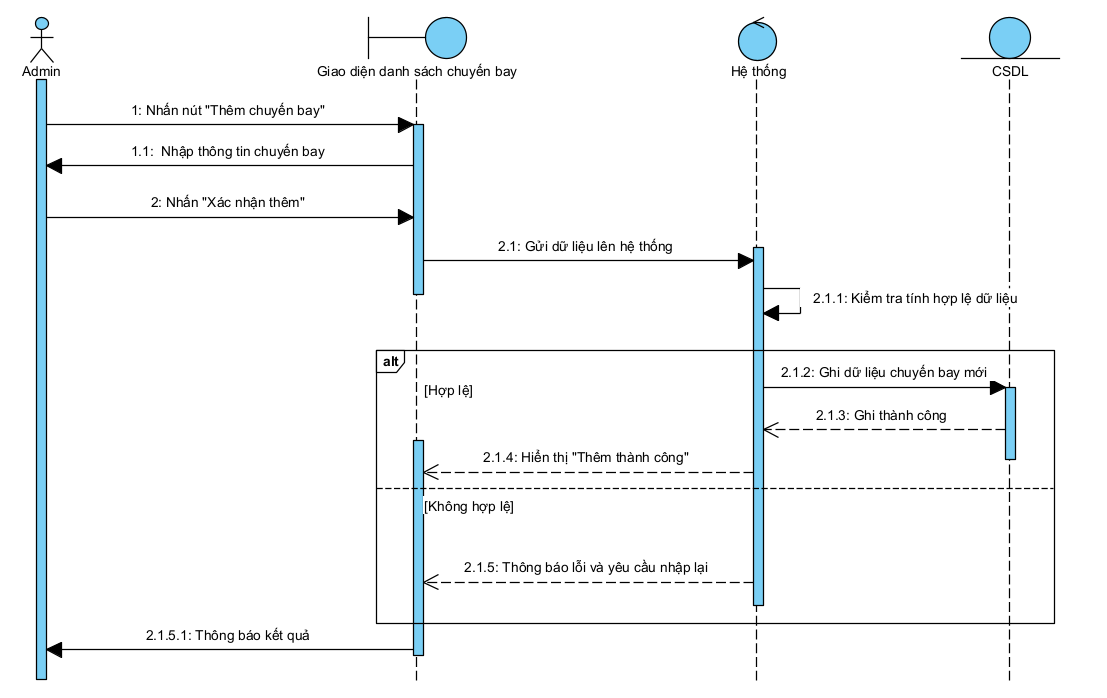 Admin
Giao diện danh sách chuyến bay
Hệ thống
CSDL
1: Nhấn nút "Thêm chuyến bay"
1.1: Nhập thông tin chuyến bay
2: Nhấn "Xác nhận thêm"
2.1: Gửi dữ liệu lên hệ thống
2.1.1: Kiểm tra tính hợp lệ dữ liệu
alt
2.1.2: Ghi dữ liệu chuyến bay mới
[Hợp lệ]
2.1.3: Ghi thành công
2.1.4: Hiển thị "Thêm thành công"
[Không hợp lệ]
2.1.5: Thông báo lỗi và yêu cầu nhập lại
2.1.5.1: Thông báo kết quả